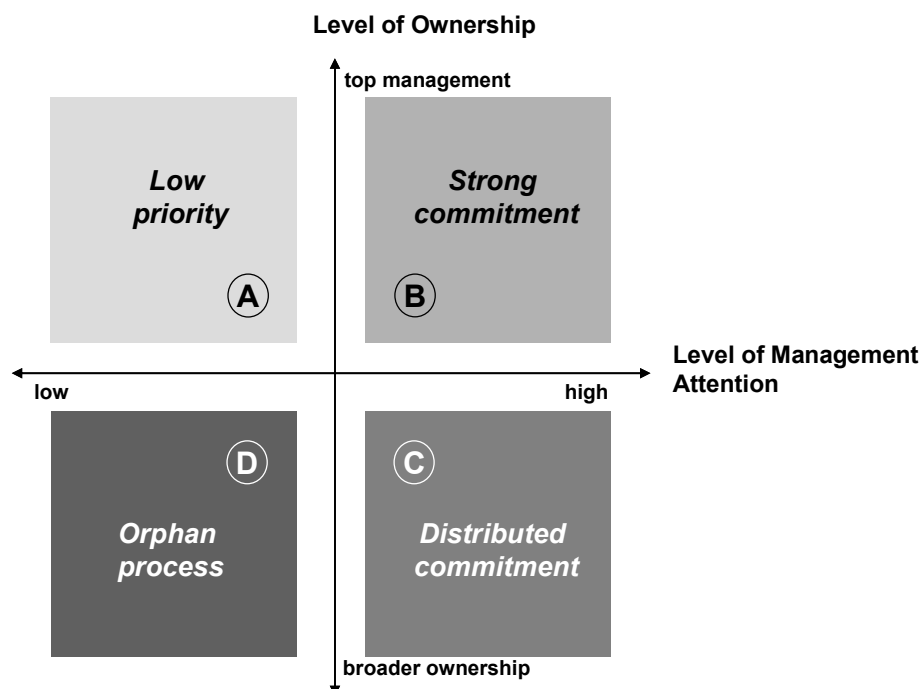 Level of Ownership
top management
Low
priority
A
Strong
commitment
B
Level of Management
Attention
low
high
D
Orphan
process
C
Distributed
commitment
broader ownership